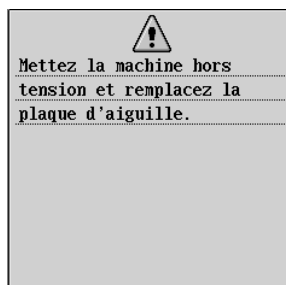 Mettez la machine hors
tension et remplacez la
plaque d'aiguille.